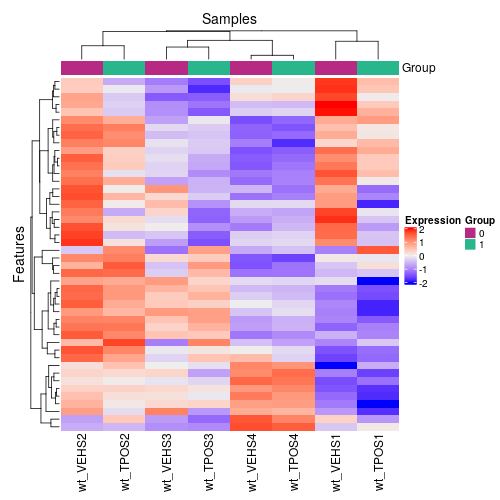 Samples
Group
Features
Expression
2
1
0
-1
-2
Group
0
1
wt_VEHS2
wt_TPOS2
wt_VEHS3
wt_TPOS3
wt_VEHS4
wt_TPOS4
wt_VEHS1
wt_TPOS1